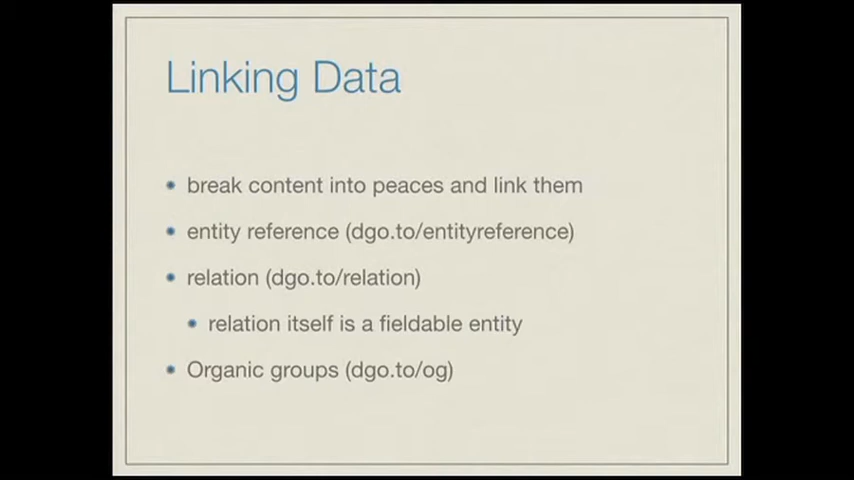 Linking Data
break content into peaces and link them
entity reference (dgo.to/entityreference)
relation (dgo.to/relation)
relation itself is a fieldable entity
Organic groups (dgo.to/og)